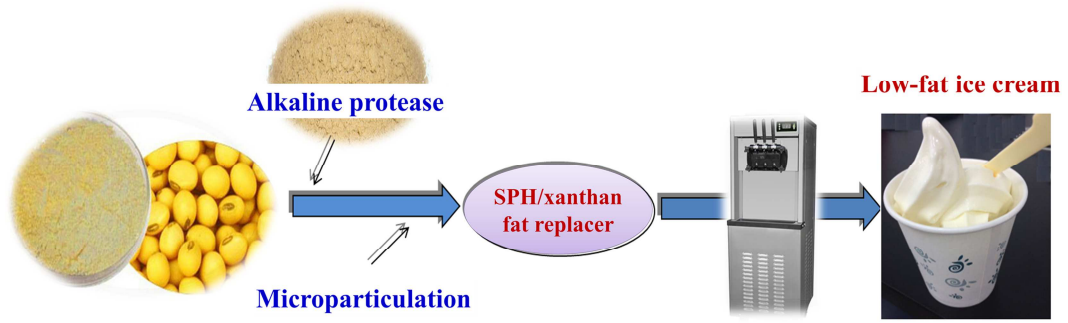 Alkaline protease
Microparticulation
SPH/xanthan
fat replacer
Low-fat ice cream